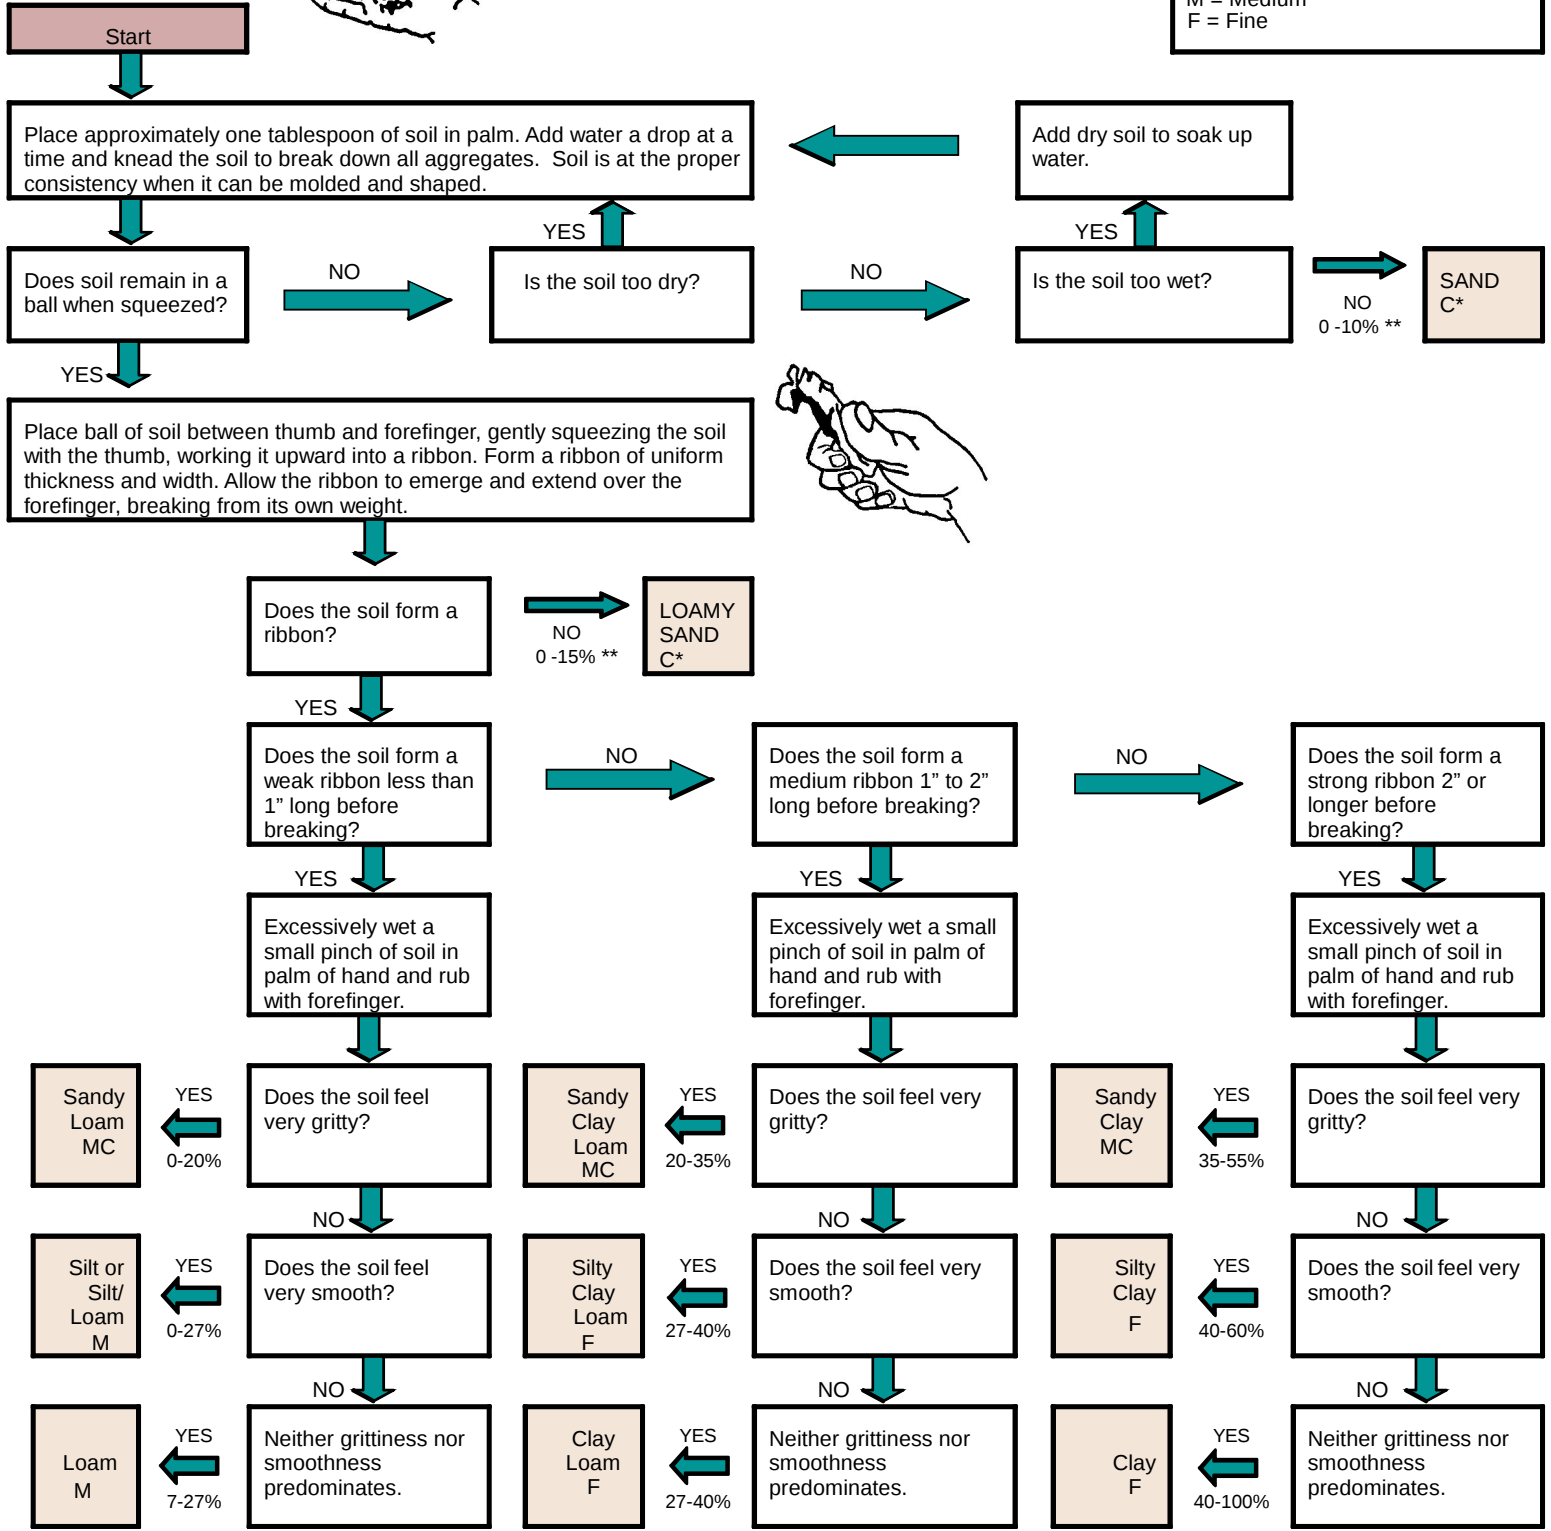 M = Medium
F = Fine
Start
Place approximately one tablespoon of soil in palm. Add water a drop at a
time and knead the soil to break down all aggregates.  Soil is at the proper
consistency when it can be molded and shaped.
Add dry soil to soak up
water.
YES
YES
Does soil remain in a
ball when squeezed?
NO
Is the soil too dry?
NO
Is the soil too wet?
NO
0 -10% **
SAND
C*
YES
Place ball of soil between thumb and forefinger, gently squeezing the soil
with the thumb, working it upward into a ribbon. Form a ribbon of uniform
thickness and width. Allow the ribbon to emerge and extend over the
forefinger, breaking from its own weight.
Does the soil form a
ribbon?
NO
0 -15% **
LOAMY
SAND
C*
YES
Does the soil form a
weak ribbon less than
1” long before
breaking?
NO
Does the soil form a
medium ribbon 1” to 2”
long before breaking?
NO
Does the soil form a
strong ribbon 2” or
longer before
breaking?
YES
YES
YES
Excessively wet a
small pinch of soil in
palm of hand and rub
with forefinger.
Excessively wet a small
pinch of soil in palm of
hand and rub with
forefinger.
Excessively wet a
small pinch of soil in
palm of hand and rub
with forefinger.
Sandy
Loam
MC
YES
0-20%
Does the soil feel
very gritty?
Sandy
Clay
Loam
MC
YES
20-35%
Does the soil feel very
gritty?
Sandy
Clay
MC
YES
35-55%
Does the soil feel very
gritty?
NO
NO
NO
Silt or
Silt/
Loam
M
YES
0-27%
Does the soil feel
very smooth?
Silty
Clay
Loam
F
YES
27-40%
Does the soil feel very
smooth?
Silty
Clay
F
YES
40-60%
Does the soil feel very
smooth?
NO
NO
NO
Loam
M
YES
7-27%
Neither grittiness nor
smoothness
predominates.
Clay
Loam
F
YES
27-40%
Neither grittiness nor
smoothness
predominates.
Clay
F
YES
40-100%
Neither grittiness nor
smoothness
predominates.